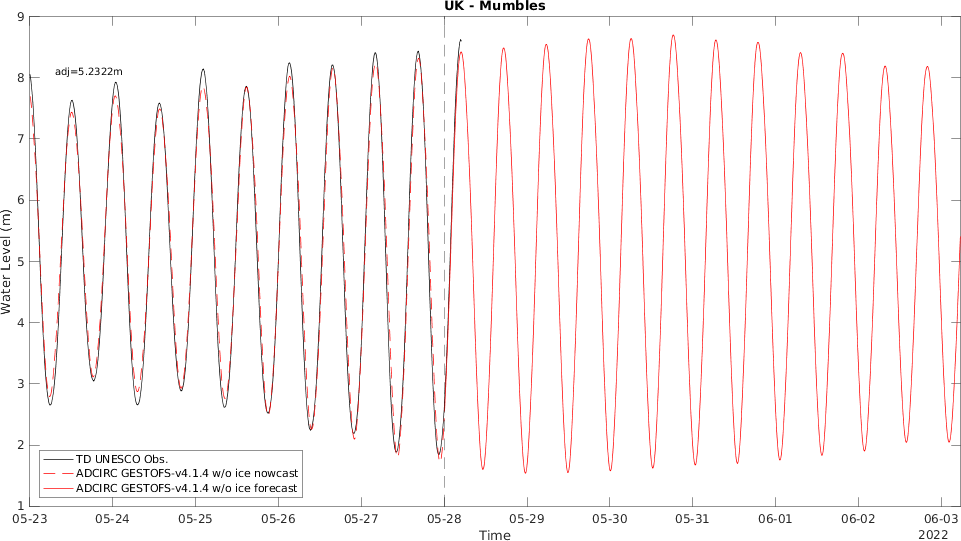 UK - Mumbles
9
8
7
6
5
4
3
2
1
Water Level (m)
adj=5.2322m
TD UNESCO Obs.
ADCIRC GESTOFS-v4.1.4 w/o ice nowcast
ADCIRC GESTOFS-v4.1.4 w/o ice forecast
05-23 05-24 05-25 05-26 05-27 05-28 05-29 05-30 05-31 06-01 06-02 06-03
Time
2022